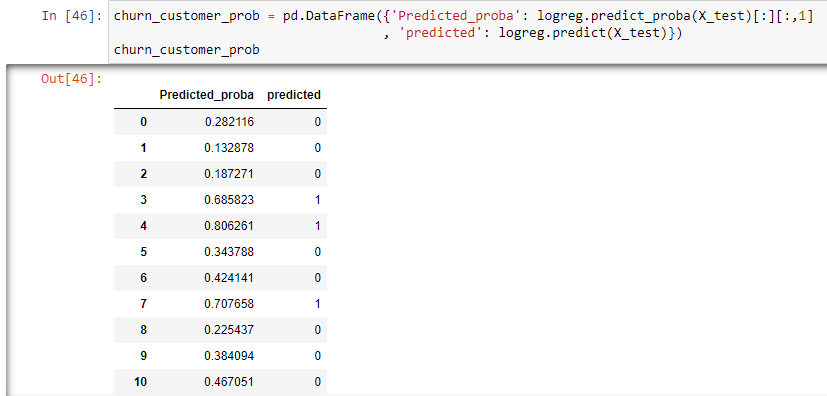 In [46]: churn_customer_prob = pd.DataFrame({'Predicted_proba': logreg.predict_proba(X_test)[:][:,1]
, 'predicted': logreg.predict(X_test)})
churn_customer_prob
Out[46]:
Predicted_proba predicted
0 0.282116 0
1 0.132878 0
2 0.187271 0
3 0.685823 1
4 0.806261 1
5 0.343788 0
6 0.424141 0
7 0.707658 1
8 0.225437 0
9 0.384094 0
10 0.467051 0